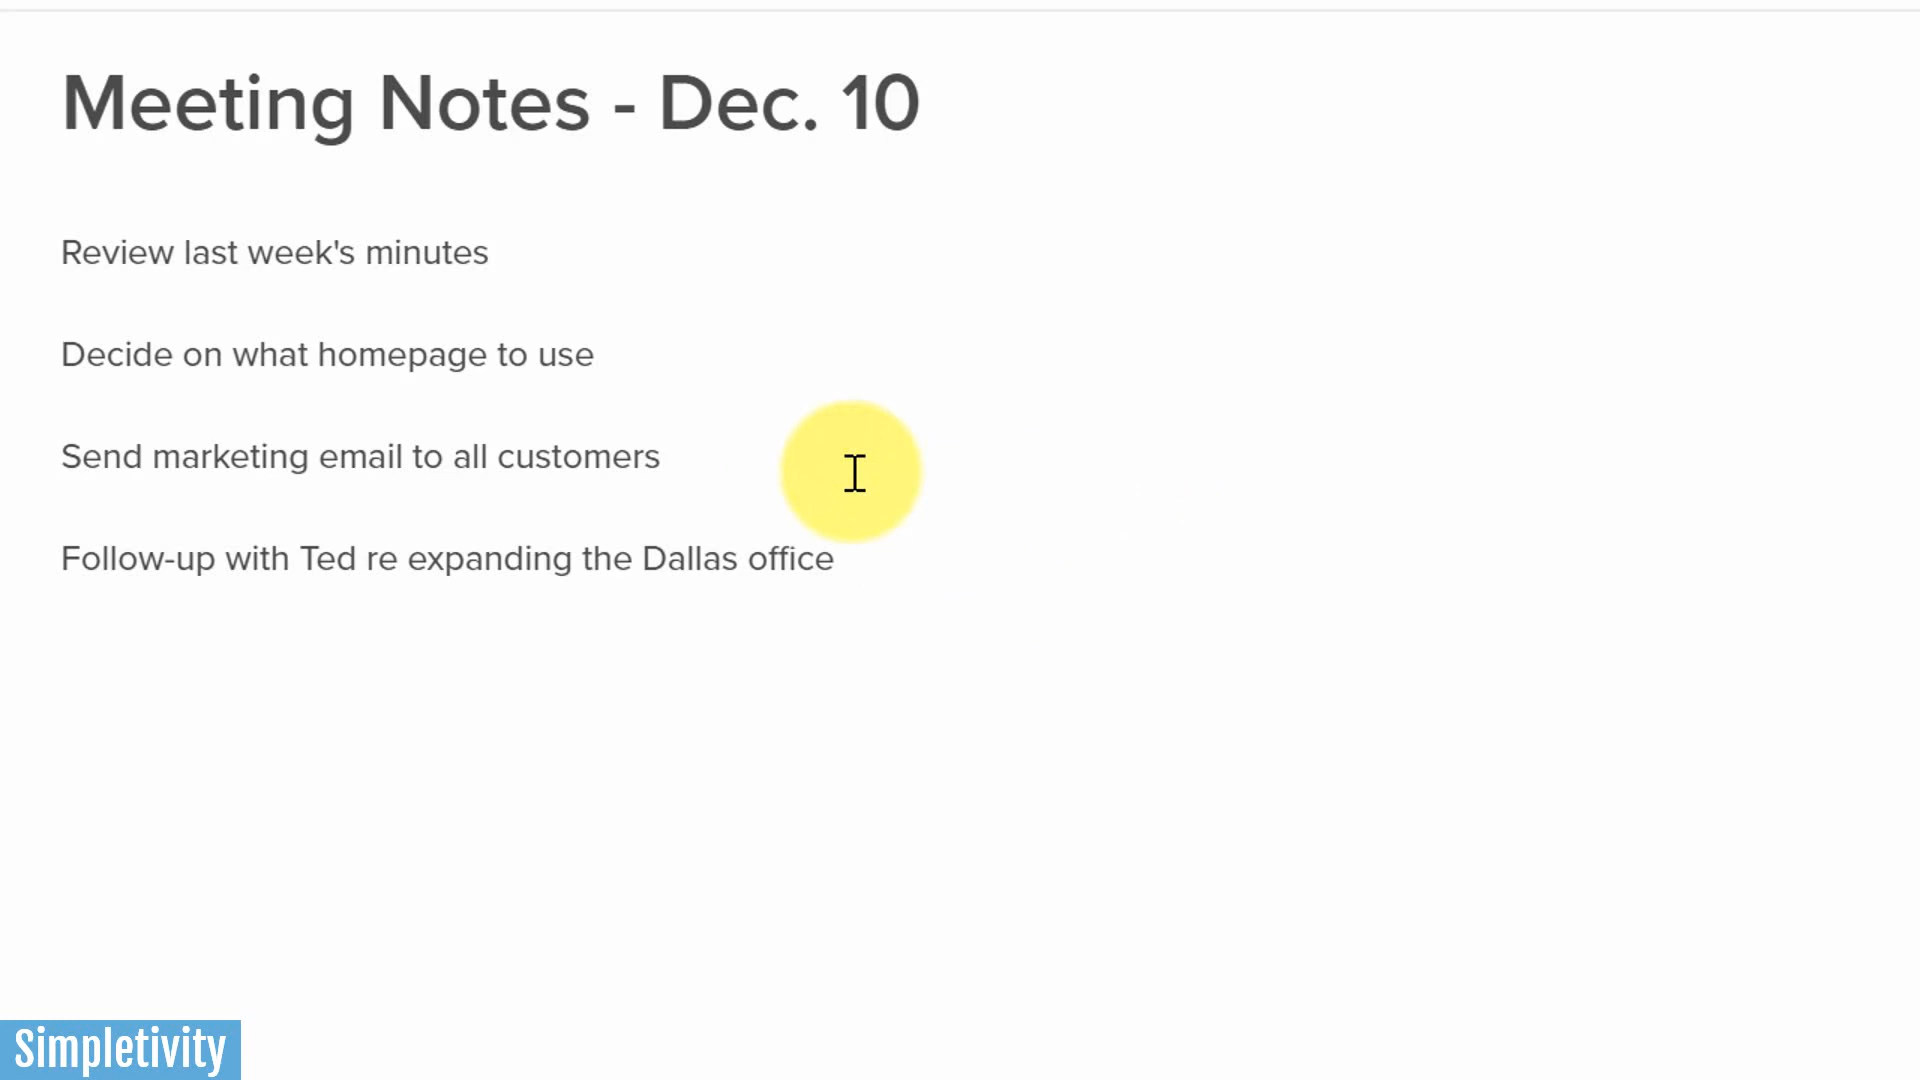 Meeting Notes - Dec. 10
Review last week's minutes
Decide on what homepage to use
Send marketing email to all customers
Follow-up with Ted re expanding the Dallas office
Simpletivity